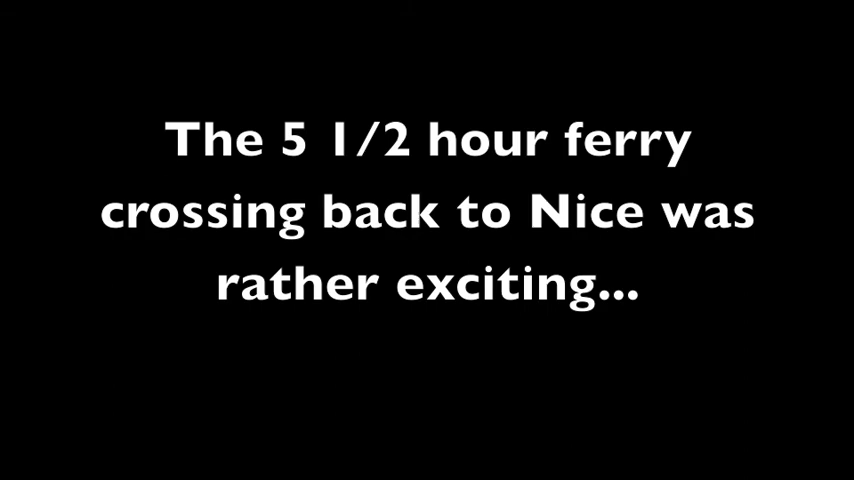 The 5 1/2 hour ferry
crossing back to Nice was
rather exciting...